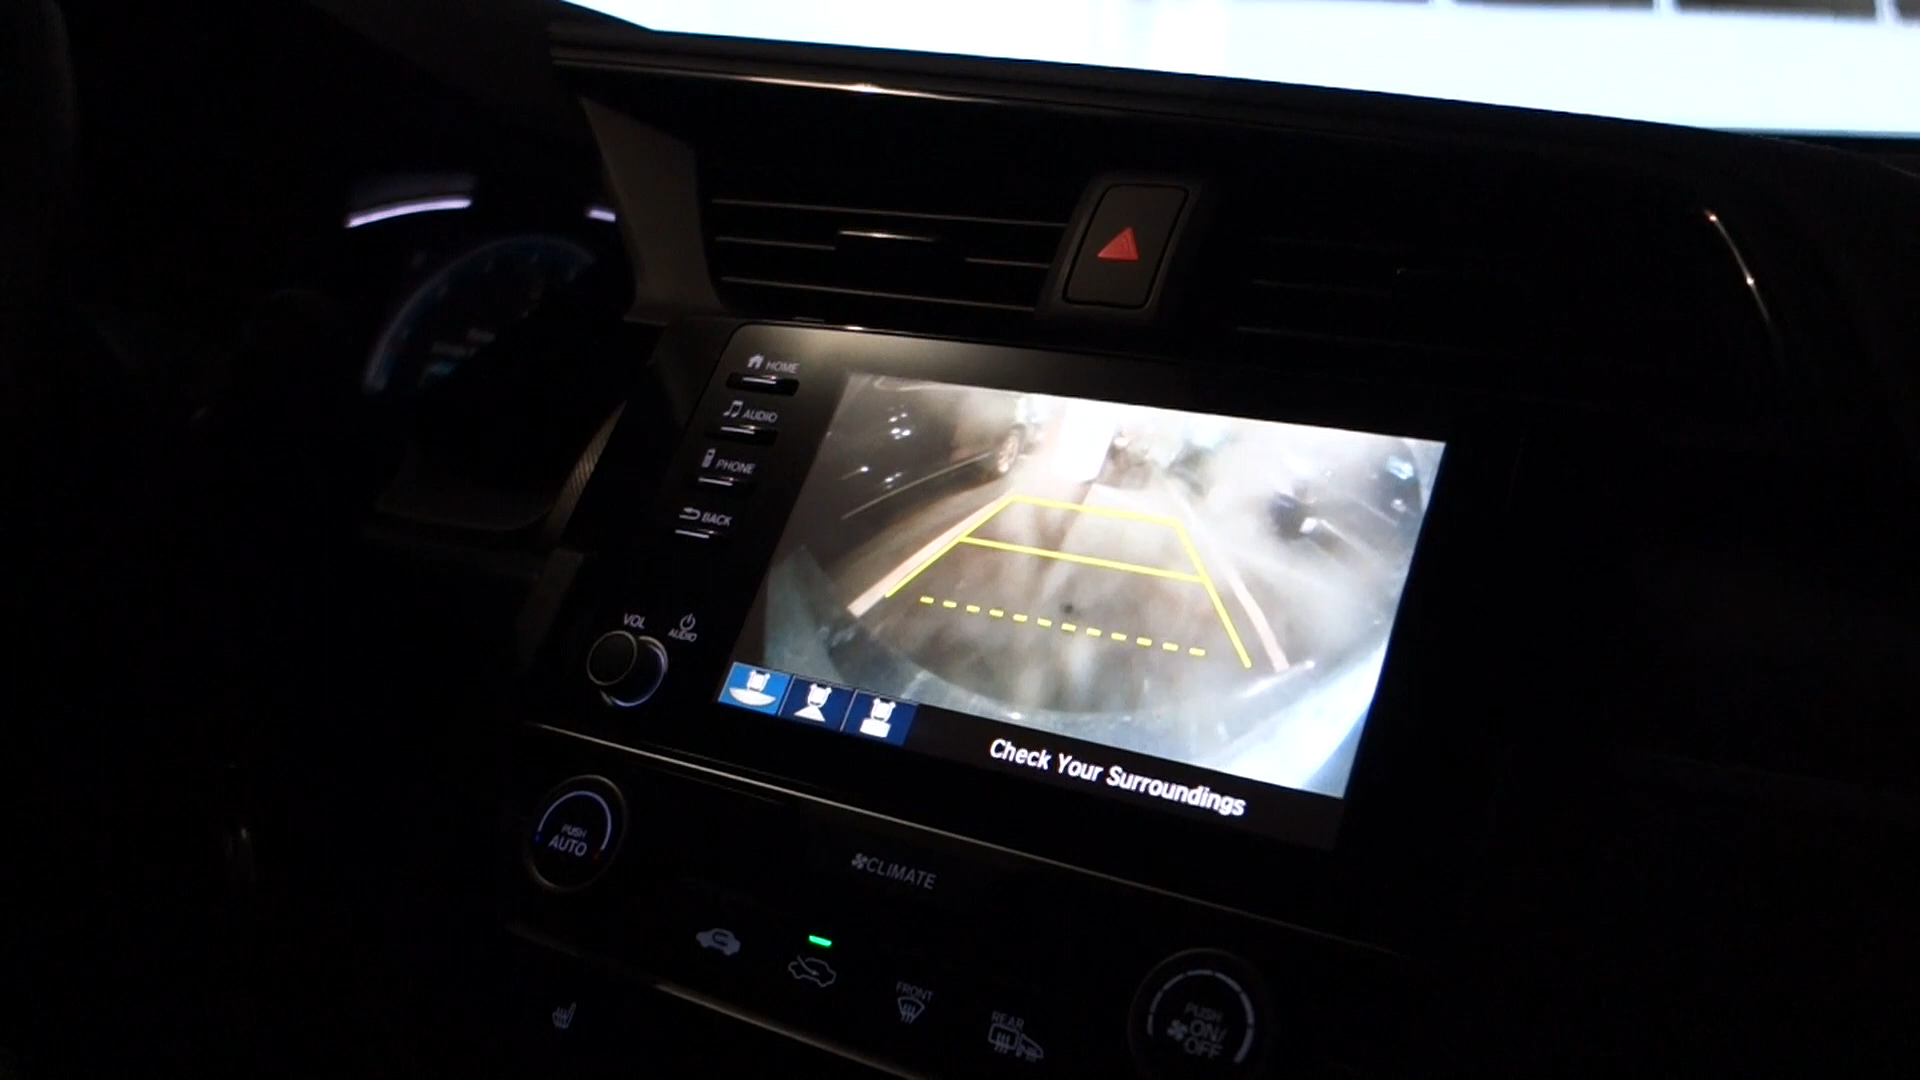 HOME
AUDIO
PHONE
BACK
VOL
AUDIO
Check Your Surroundings
PUSH
AUTO
CLIMATE
FRONT
REAR
PUSH
ON/
OFF